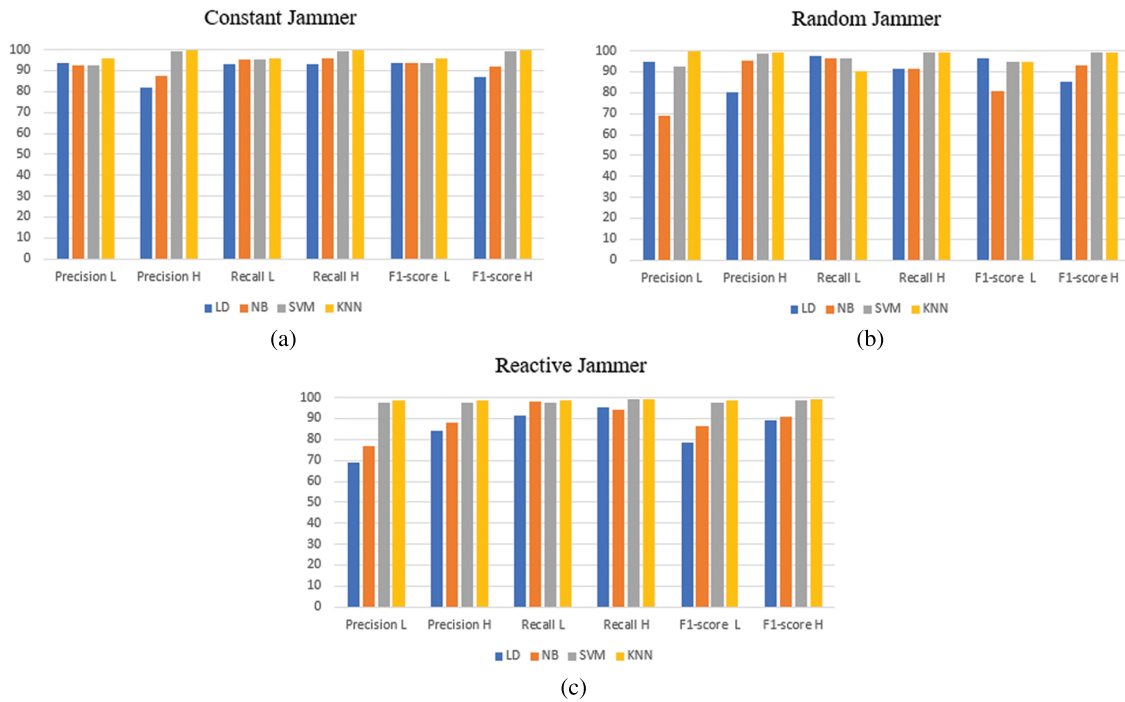 Constant Jammer
100
90
80
70
60
50
40
30
20
10
0
Precision L Precision H Recall L Recall H F1-score L F1-score H
LD NB SVM KNN
(a)
Random Jammer
100
90
80
70
60
50
40
30
20
10
0
Precision L Precision H Recall L Recall H F1-score L F1-score H
LD NB SVM KNN
(b)
Reactive Jammer
100
90
80
70
60
50
40
30
20
10
0
Precision L Precision H Recall L Recall H F1-score L F1-score H
LD NB SVM KNN
(c)